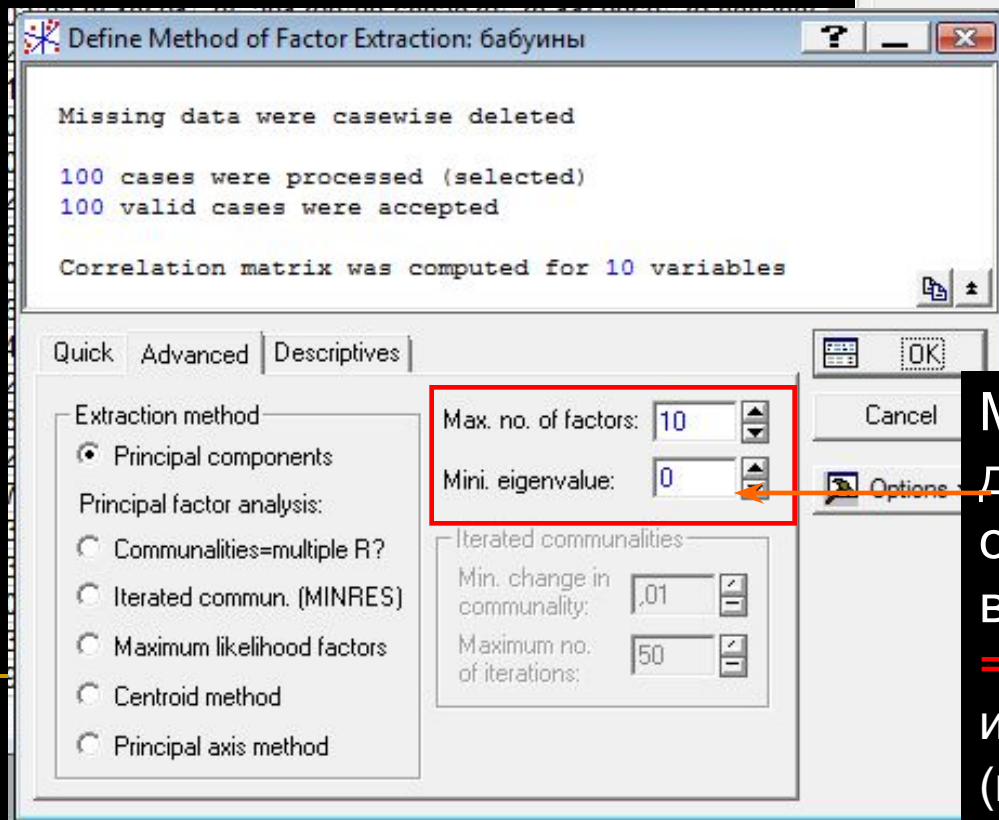 Define Method of Factor Extraction: бабуины
Missing data were casewise deleted
100 cases were processed (selected)
100 valid cases were accepted
Correlation matrix was computed for 10 variables
Quick Advanced Descriptives
OK
Cancel
Options
Extraction method
Principal components
Principal factor analysis:
Communalities=multiple R?
Iterated commun. (MINRES)
Maximum likelihood factors
Centroid method
Principal axis method
Max. no. of factors: 10
Mini. eigenvalue: 0
Iterated communalities
Min. change in
communality: ,01
Maximum no.
of iterations: 50